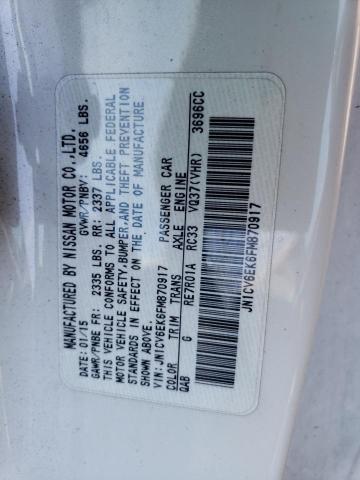 MANUFACTURED BY NISSAN MOTOR CO.,LTD.
DATE: 01/15 GVWR/PNBV: 4656 LBS.
GAWR/PNBE FR: 2335 LBS. RR: 2337 LBS.
THIS VEHICLE CONFORMS TO ALL APPLICABLE FEDERAL
MOTOR VEHICLE SAFETY,BUMPER,AND THEFT PREVENTION
STANDARDS IN EFFECT ON THE DATE OF MANUFACTURE
SHOWN ABOVE.
VIN: JN1CV6EK6FM870917 PASSENGER CAR
COLOR TRIM TRANS AXLE ENGINE
QAB G RE7R01A RC33 VQ37(VHR) 3696CC
JN1CV6EK6FM870917